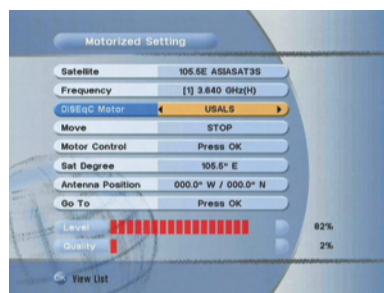 Motorized Setting
Satellite 105.5E ASIASAT3S
Frequency [1] 3.640 GHz(H)
DiSEqC Motor USALS
Move STOP
Motor Control Press OK
Sat Degree 105.5° E
Antenna Position 000.0° W / 000.0° N
Go To Press OK
Level 82%
Quality 2%
OK View List